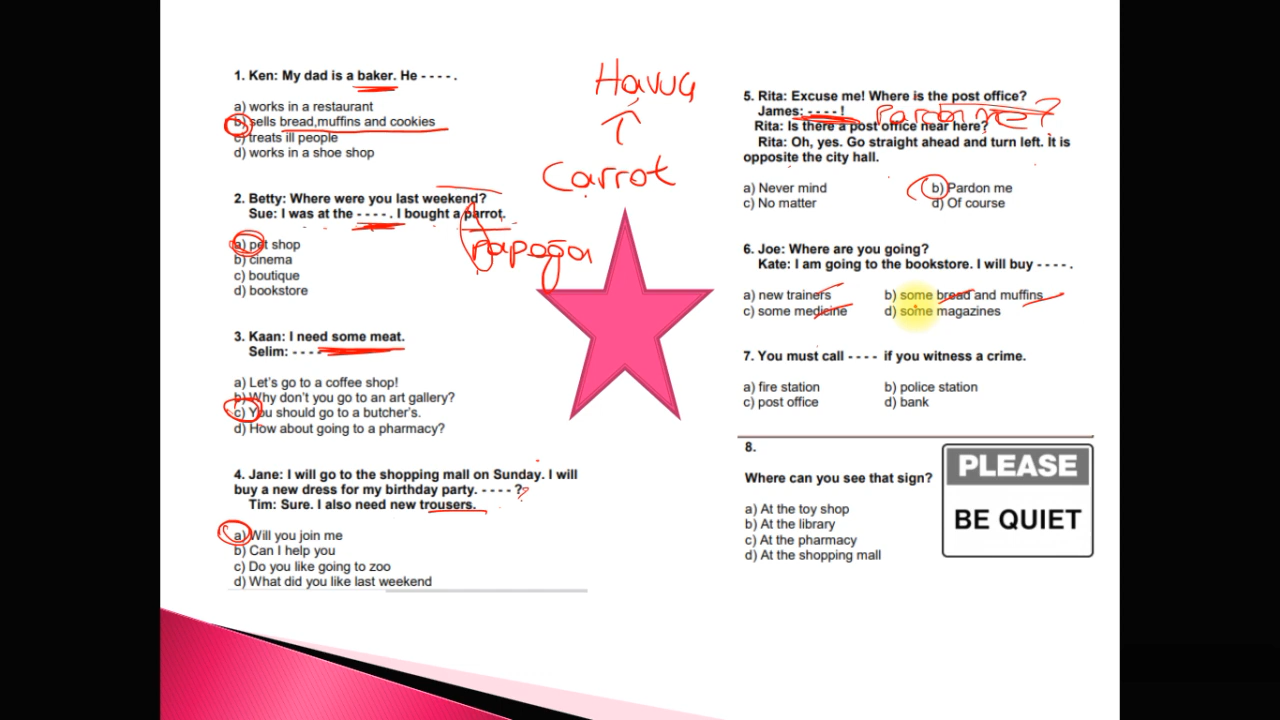 1. Ken: My dad is a baker. He - - - - .
a) works in a restaurant
b) sells bread,muffins and cookies
c) treats ill people
d) works in a shoe shop
2. Betty: Where were you last weekend?
Sue: I was at the - - - - . I bought a parrot.
a) pet shop
b) cinema
c) boutique
d) bookstore
3. Kaan: I need some meat.
Selim: - - - -
a) Let's go to a coffee shop!
b) Why don't you go to an art gallery?
c) You should go to a butcher's.
d) How about going to a pharmacy?
4. Jane: I will go to the shopping mall on Sunday. I will
buy a new dress for my birthday party. - - - - ?
Tim: Sure. I also need new trousers.
a) Will you join me
b) Can I help you
c) Do you like going to zoo
d) What did you like last weekend
Havuç
Carrot
Papağan
5. Rita: Excuse me! Where is the post office?
James: - - - - !
Pardon me?
Rita: Is there a post office near here?
Rita: Oh, yes. Go straight ahead and turn left. It is
opposite the city hall.
a) Never mind b) Pardon me
c) No matter d) Of course
6. Joe: Where are you going?
Kate: I am going to the bookstore. I will buy - - - - .
a) new trainers b) some bread and muffins
c) some medicine d) some magazines
7. You must call - - - - if you witness a crime.
a) fire station b) police station
c) post office d) bank
8.
Where can you see that sign?
a) At the toy shop
b) At the library
c) At the pharmacy
d) At the shopping mall
PLEASE
BE QUIET